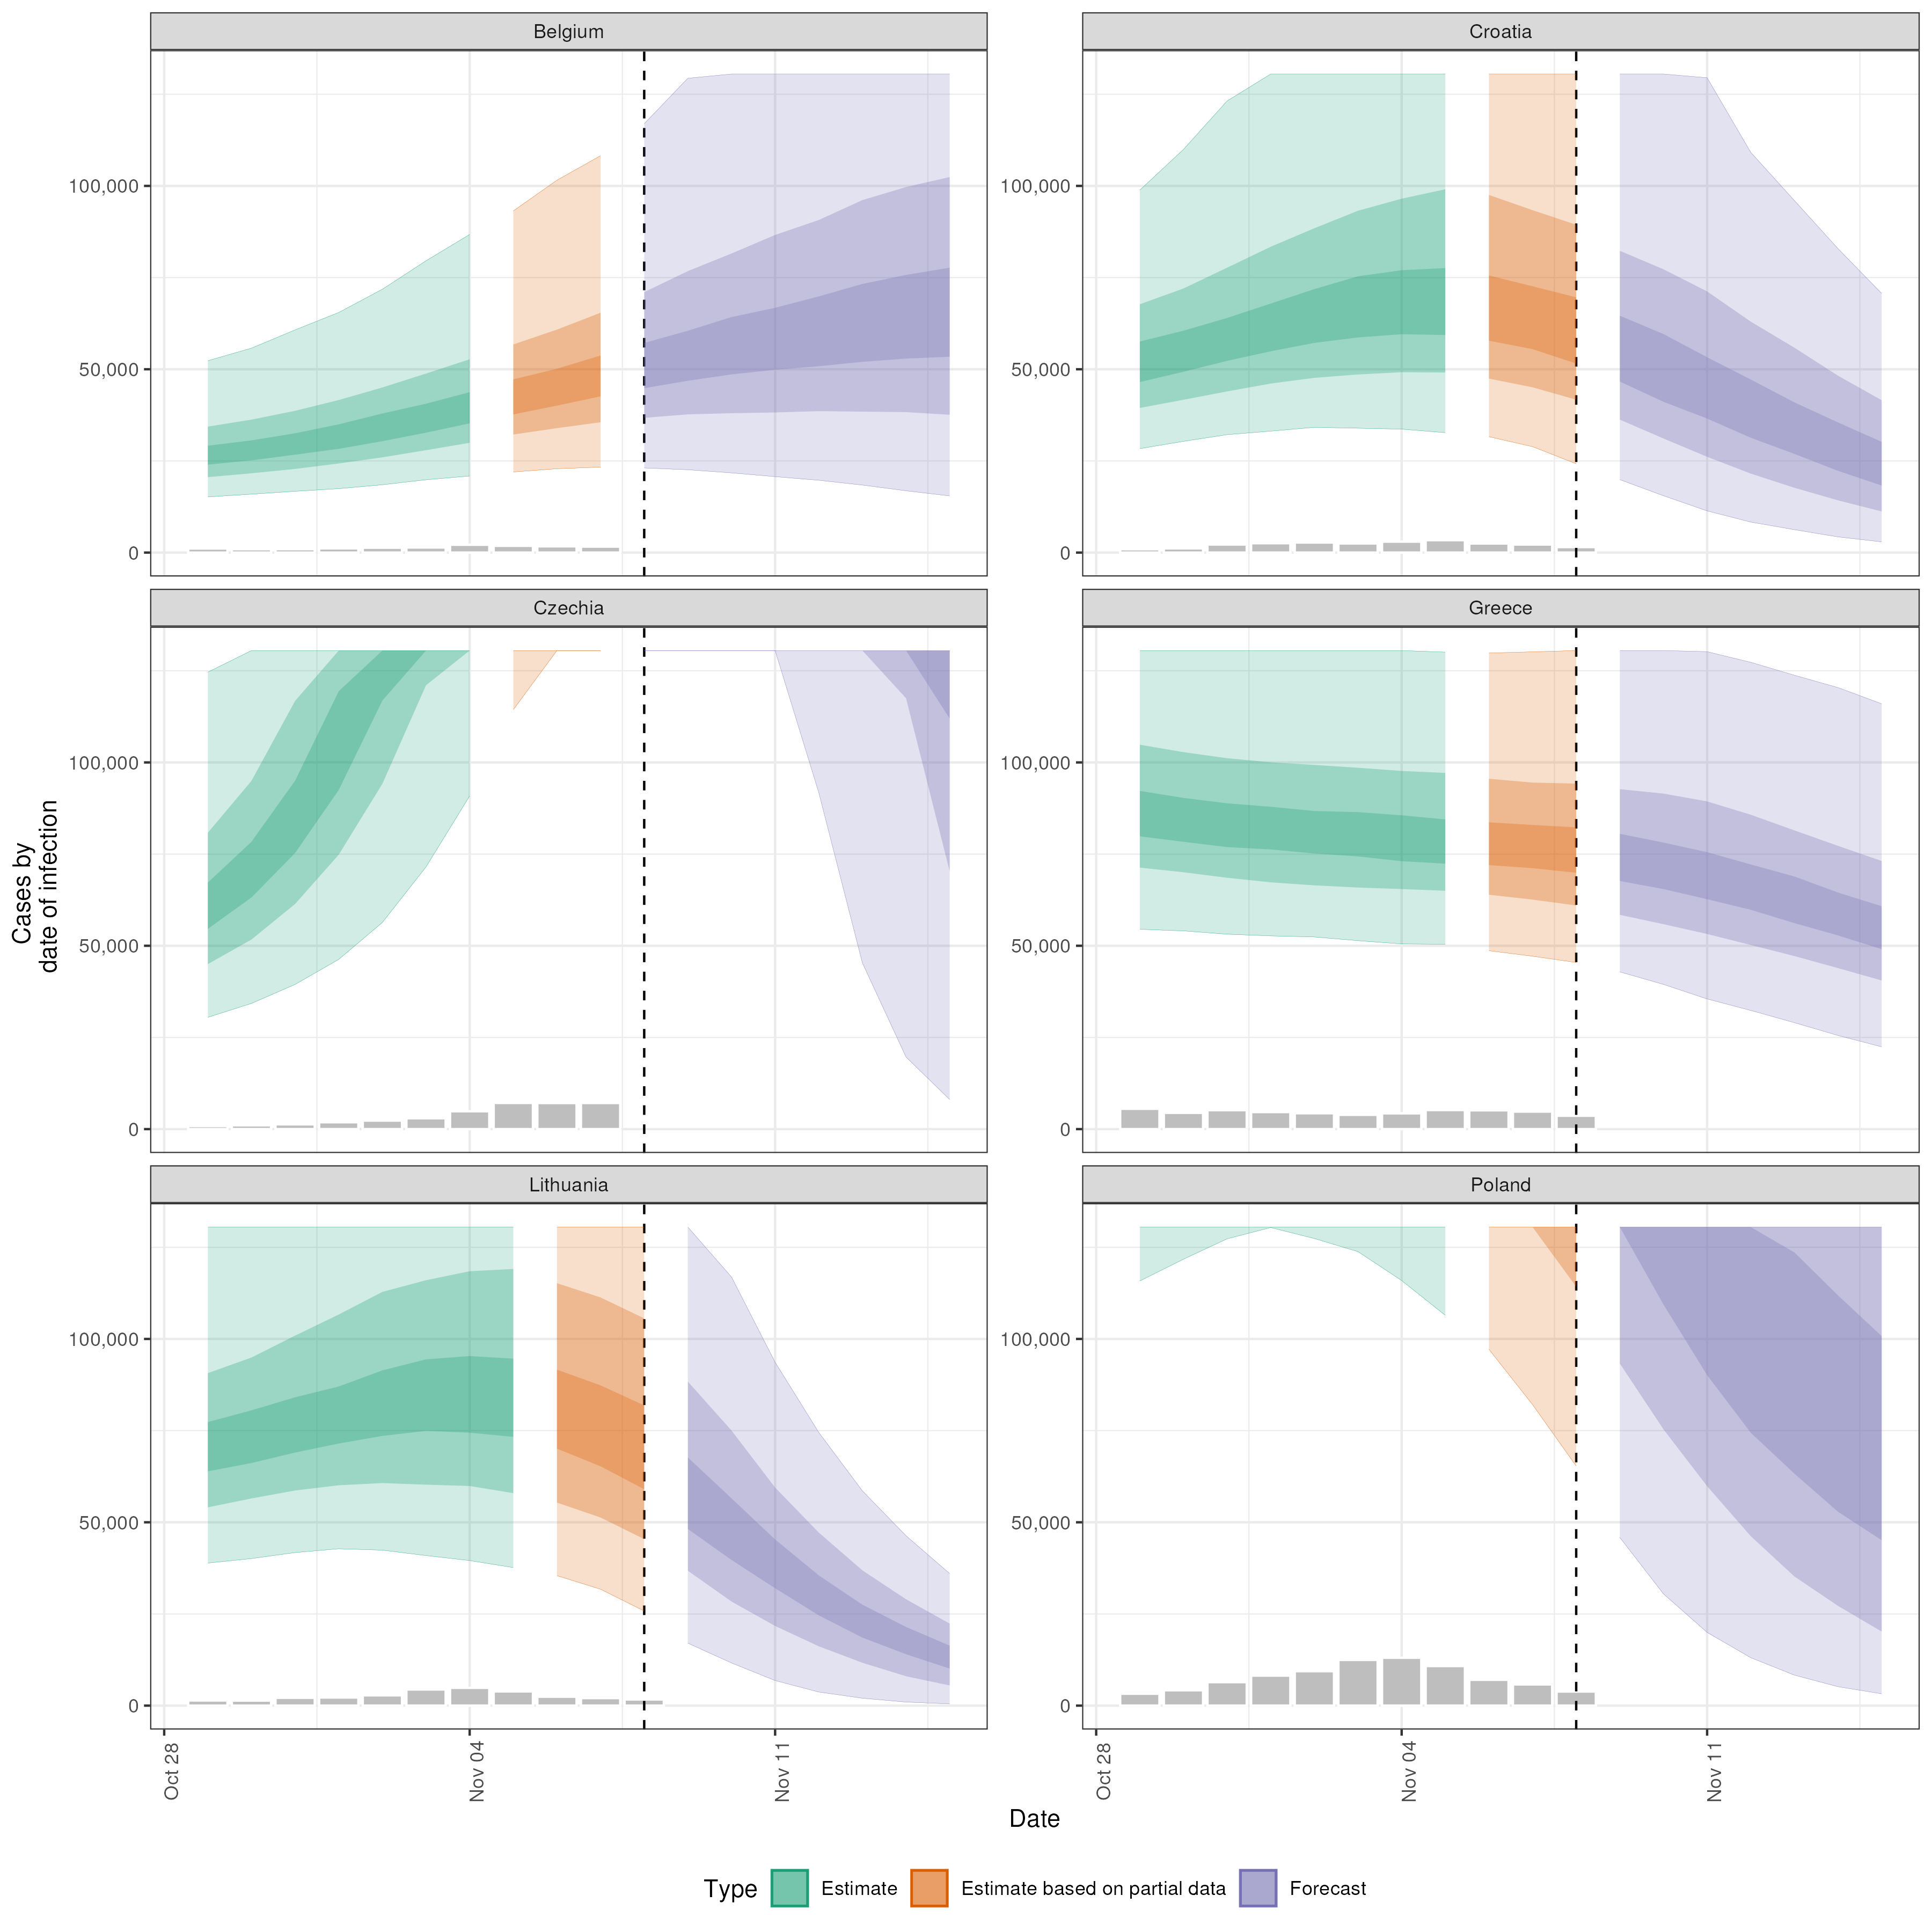 Belgium
Croatia
100,000
50,000
0
100,000
50,000
0
Czechia
Greece
100,000
50,000
0
100,000
50,000
0
Cases by
date of infection
Lithuania
Poland
100,000
50,000
0
100,000
50,000
0
Oct 28
Nov 04
Nov 11
Oct 28
Nov 04
Nov 11
Date
Type
Estimate
Estimate based on partial data
Forecast